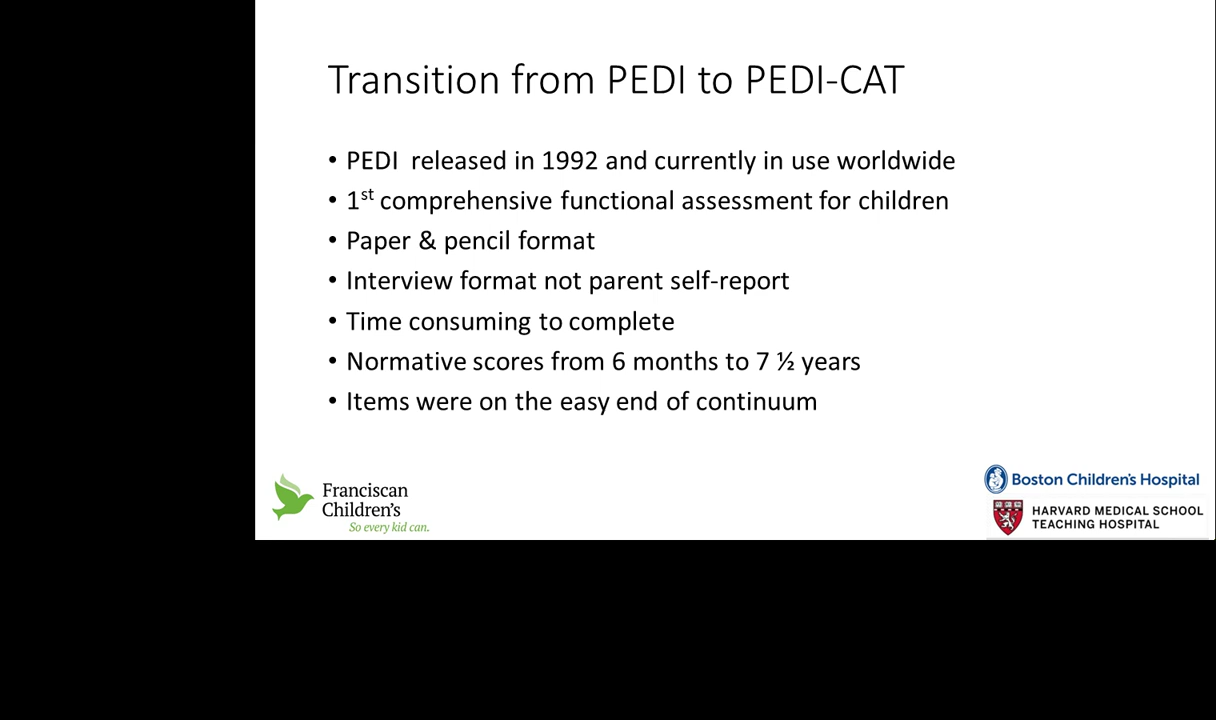 Transition from PEDI to PEDI-CAT
• PEDI  released in 1992 and currently in use worldwide
• 1st comprehensive functional assessment for children
• Paper & pencil format
• Interview format not parent self-report
• Time consuming to complete
• Normative scores from 6 months to 7 ½ years
• Items were on the easy end of continuum
Franciscan
Children's
So every kid can.
Boston Children's Hospital
HARVARD MEDICAL SCHOOL
TEACHING HOSPITAL